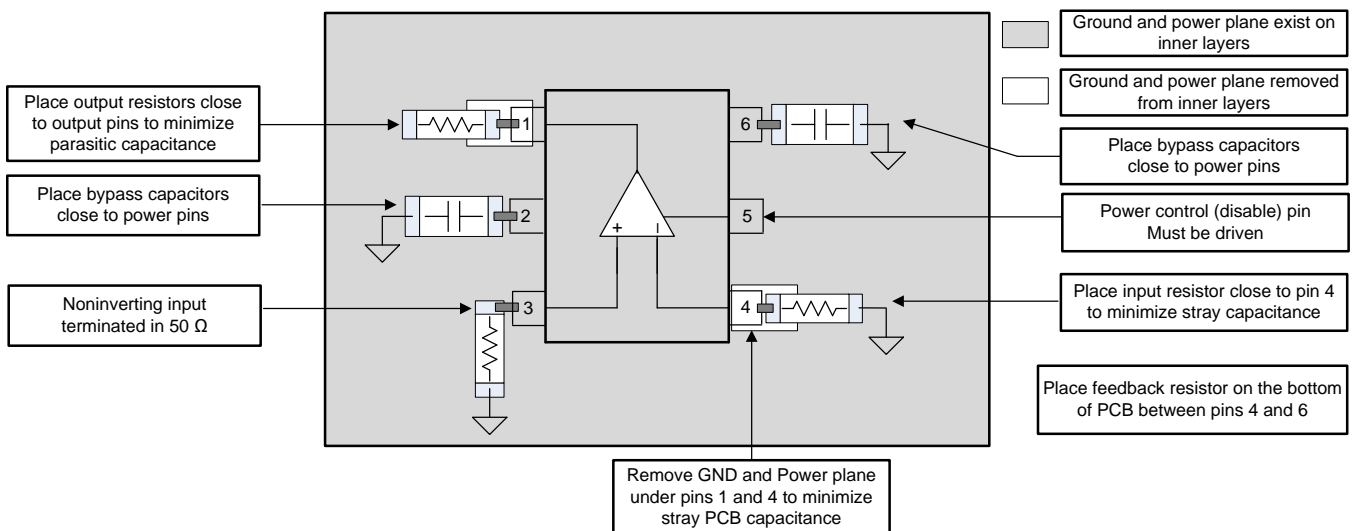 Ground and power plane exist on
inner layers
Ground and power plane removed
from inner layers
Place output resistors close
to output pins to minimize
parasitic capacitance
Place bypass capacitors
close to power pins
Noninverting input
terminated in 50 Ω
1
2
3
+
–
6
5
4
Place bypass capacitors
close to power pins
Power control (disable) pin
Must be driven
Place input resistor close to pin 4
to minimize stray capacitance
Place feedback resistor on the bottom
of PCB between pins 4 and 6
Remove GND and Power plane
under pins 1 and 4 to minimize
stray PCB capacitance